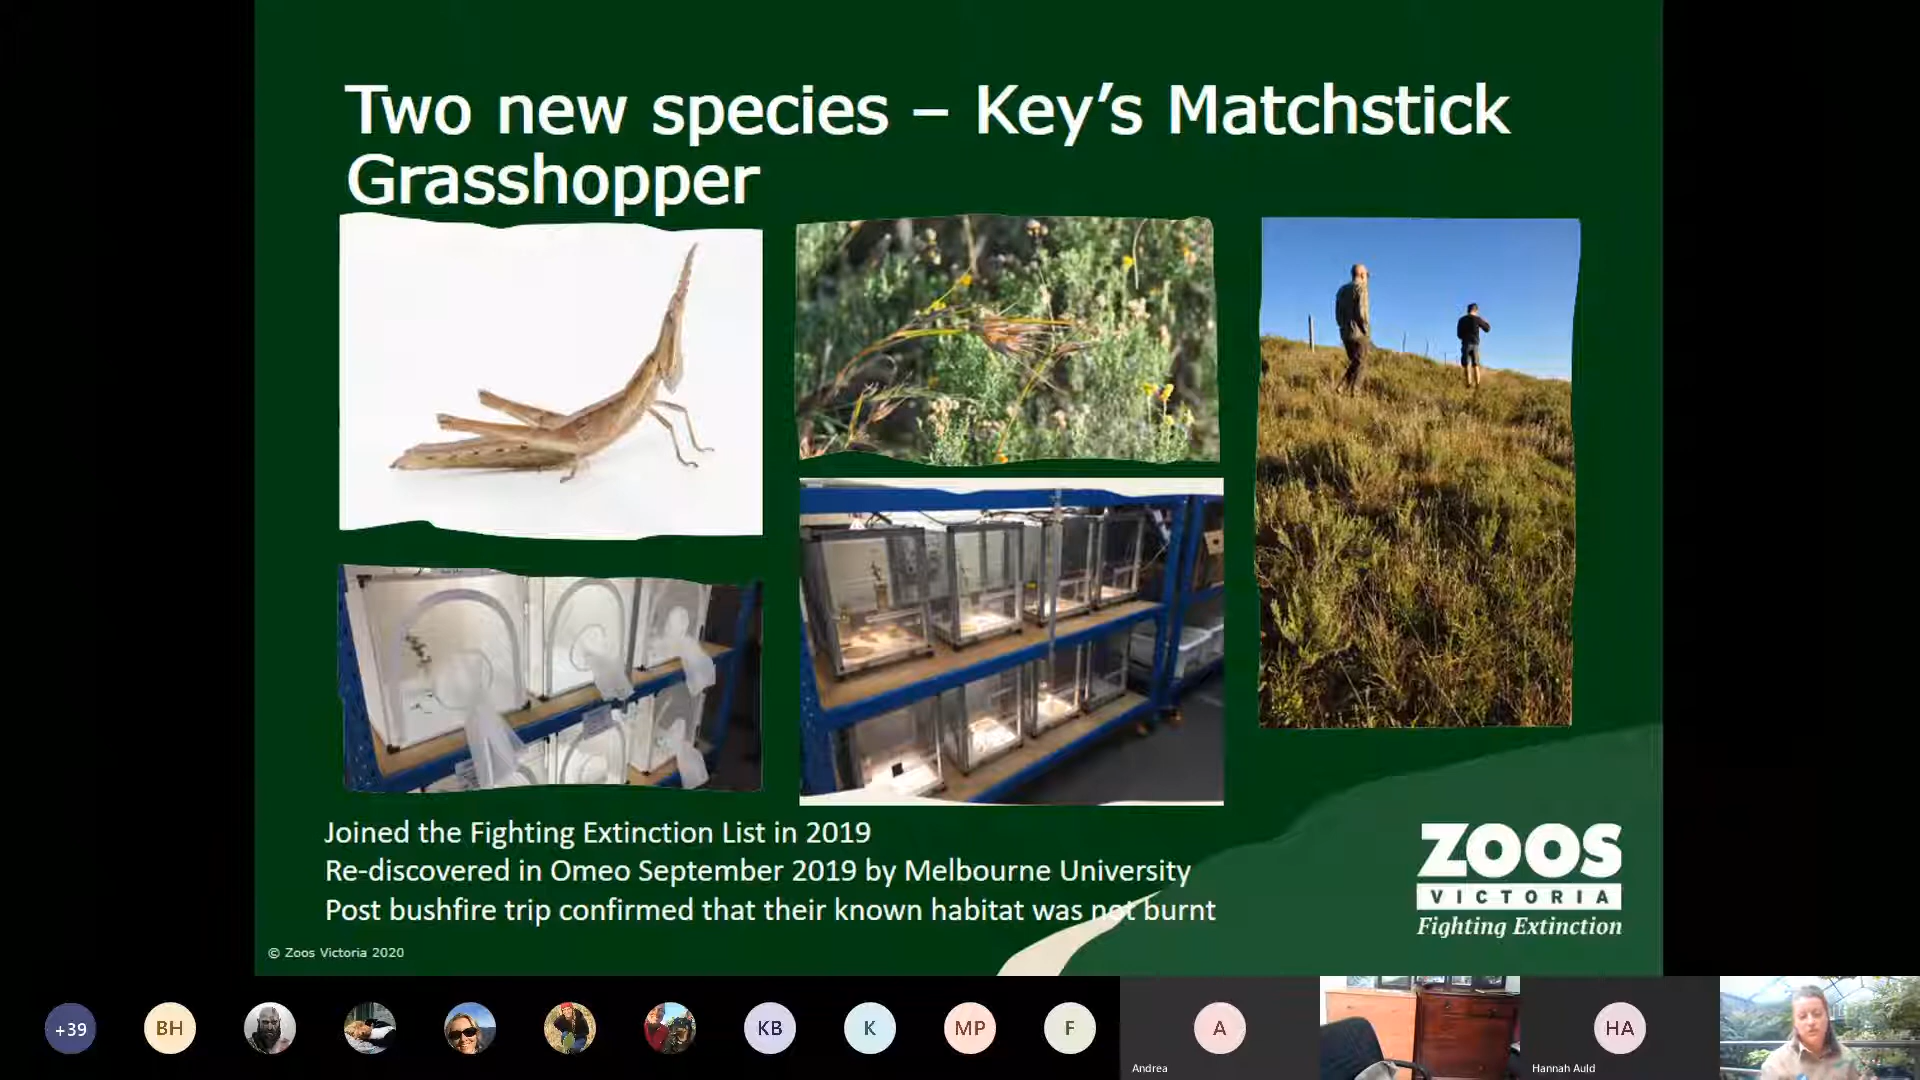 Two new species – Key's Matchstick
Grasshopper
Joined the Fighting Extinction List in 2019
Re-discovered in Omeo September 2019 by Melbourne University
Post bushfire trip confirmed that their known habitat was not burnt
ZOOS
VICTORIA
Fighting Extinction
© Zoos Victoria 2020
+39
BH
KB
K
MP
F
A
HA
Andrea
Hannah Auld